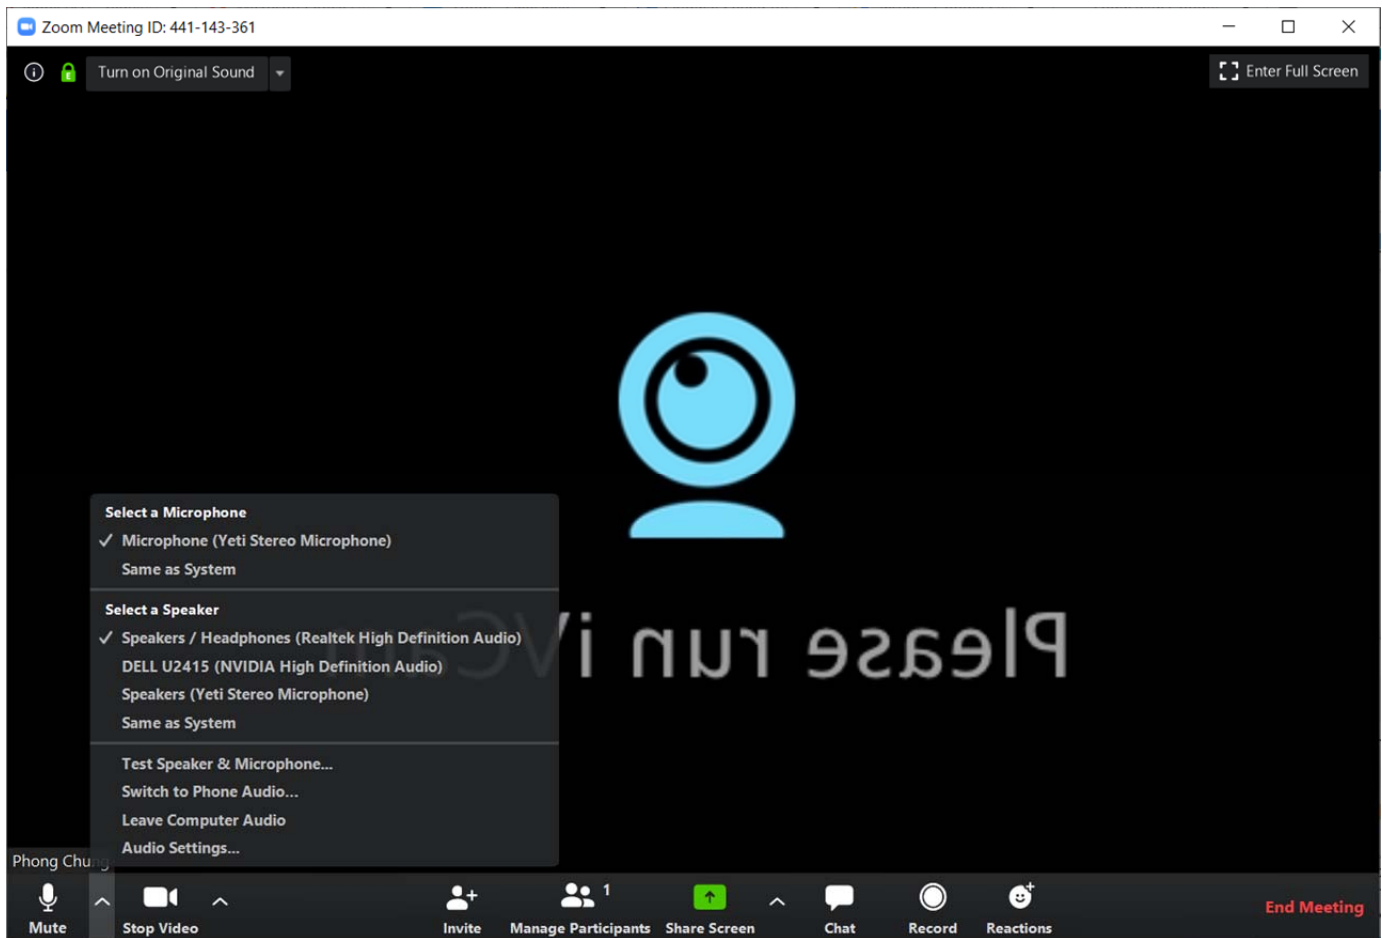 Zoom Meeting ID: 441-143-361
Turn on Original Sound
Enter Full Screen
Select a Microphone
Microphone (Yeti Stereo Microphone)
Same as System
Select a Speaker
Speakers / Headphones (Realtek High Definition Audio)
DELL U2415 (NVIDIA High Definition Audio)
Speakers (Yeti Stereo Microphone)
Same as System
Please run iVCam
Test Speaker & Microphone...
Switch to Phone Audio...
Leave Computer Audio
Audio Settings...
Phong Chung
Mute
Stop Video
Invite
Manage Participants 1
Share Screen
Chat
Record
Reactions
End Meeting